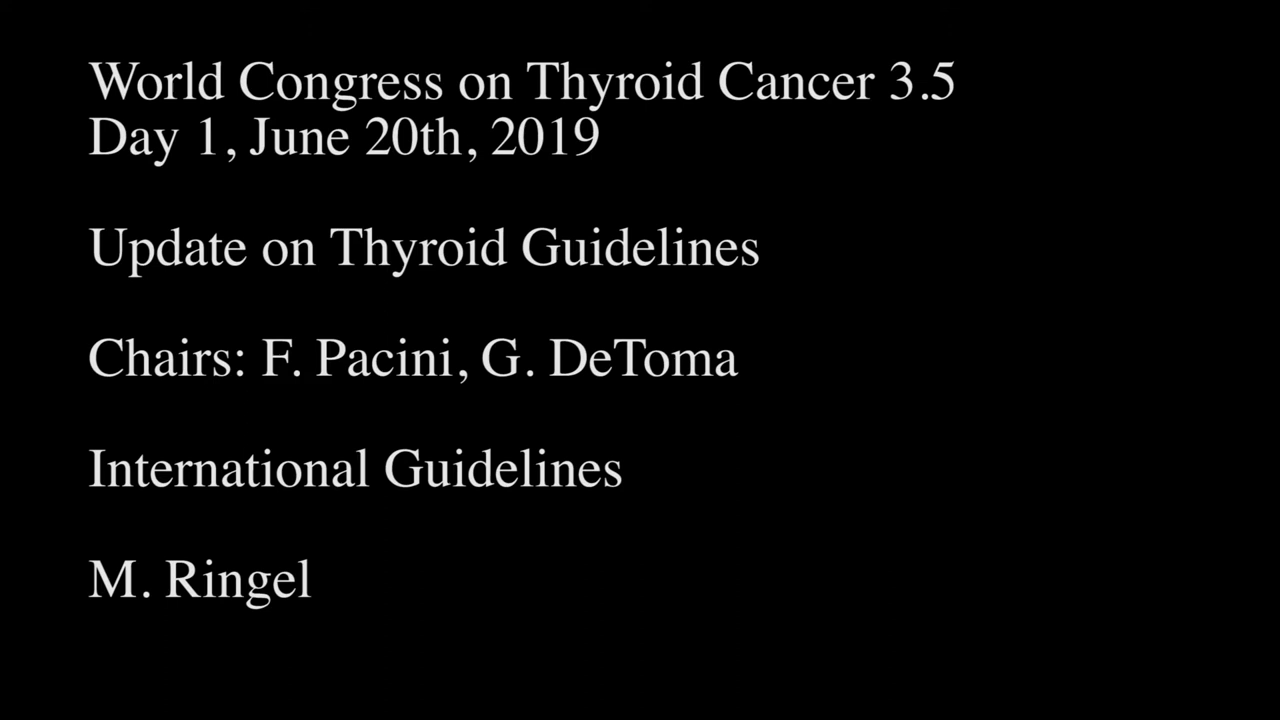 World Congress on Thyroid Cancer 3.5
Day 1, June 20th, 2019
Update on Thyroid Guidelines
Chairs: F. Pacini, G. DeToma
International Guidelines
M. Ringel